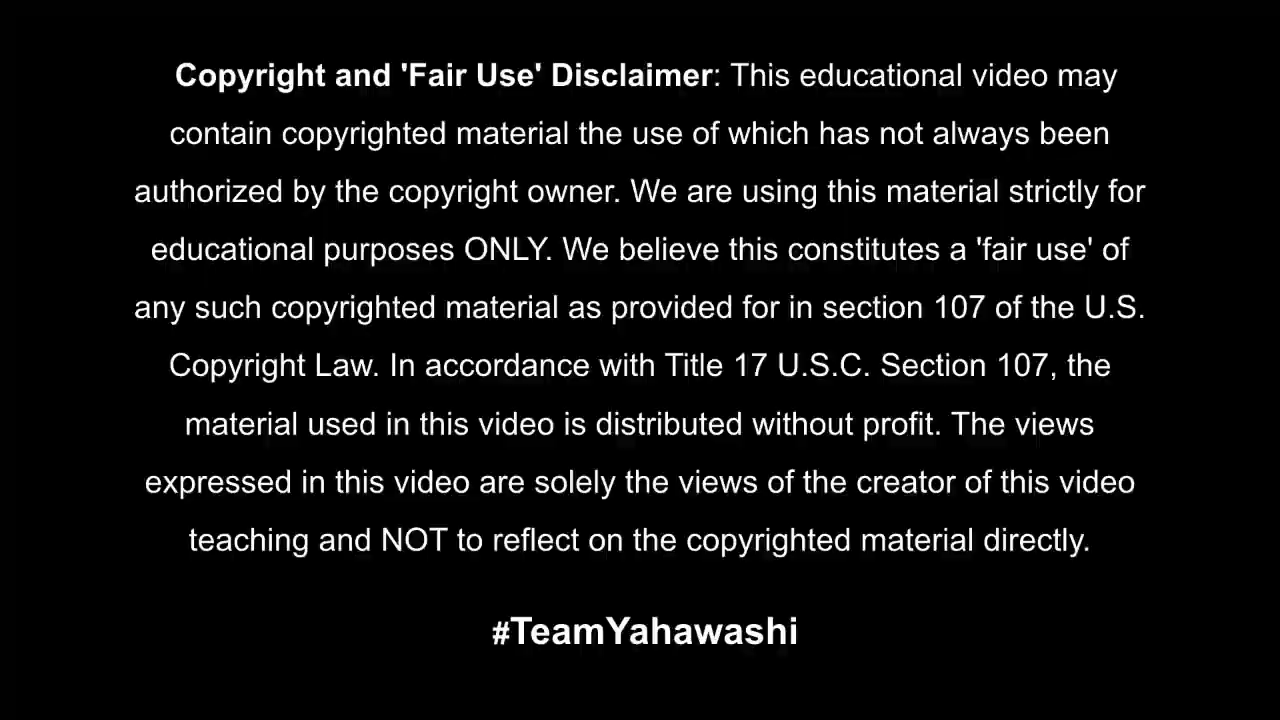 Copyright and 'Fair Use' Disclaimer: This educational video may
contain copyrighted material the use of which has not always been
authorized by the copyright owner. We are using this material strictly for
educational purposes ONLY. We believe this constitutes a 'fair use' of
any such copyrighted material as provided for in section 107 of the U.S.
Copyright Law. In accordance with Title 17 U.S.C. Section 107, the
material used in this video is distributed without profit. The views
expressed in this video are solely the views of the creator of this video
teaching and NOT to reflect on the copyrighted material directly.
#TeamYahawashi